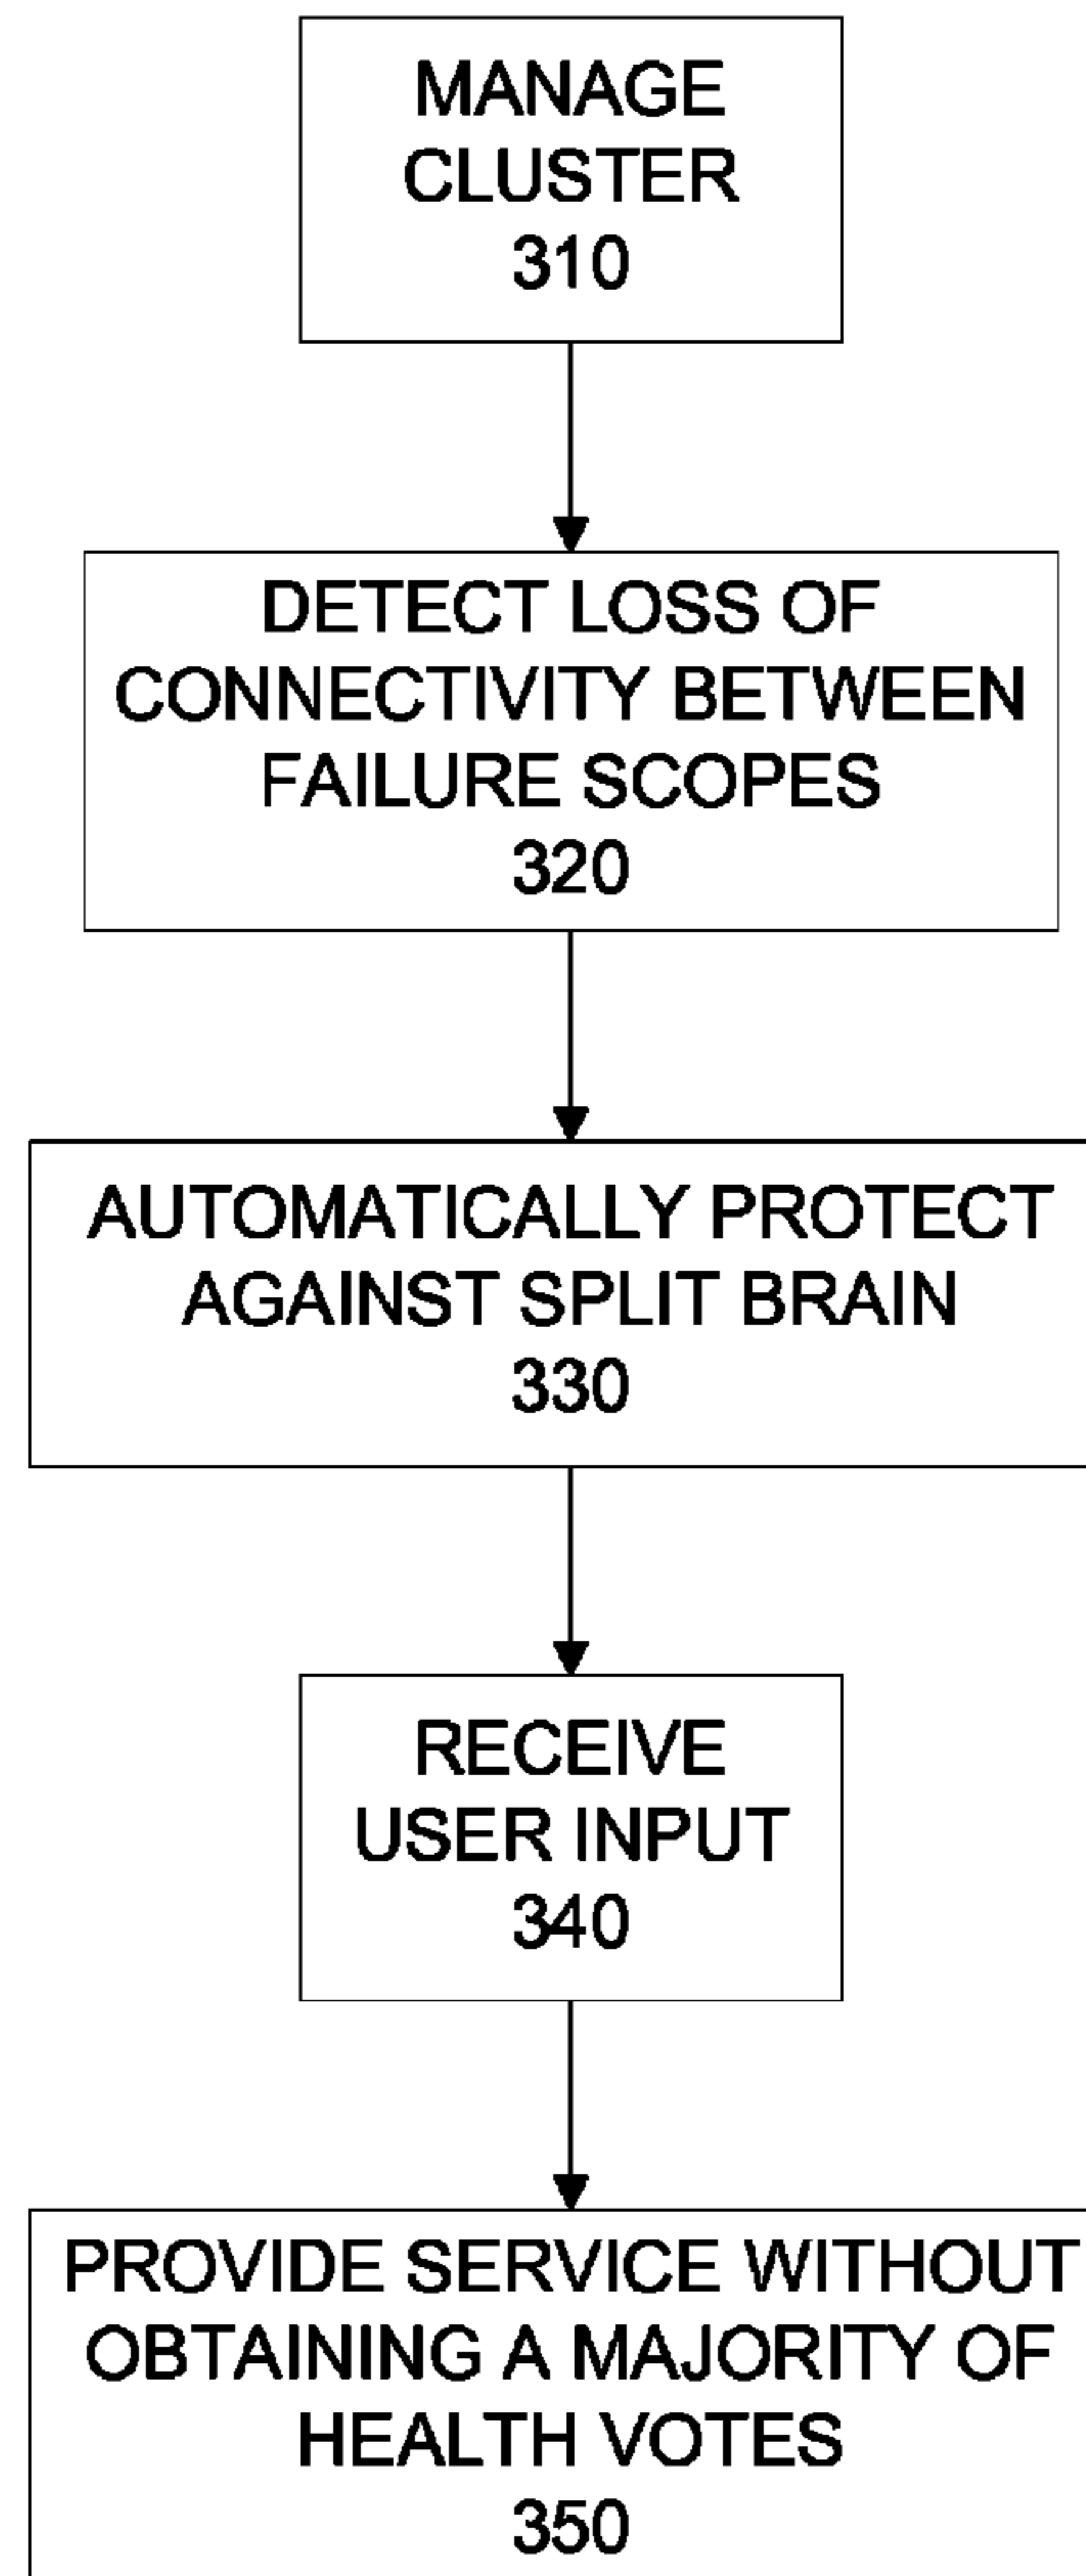 MANAGE
CLUSTER
310
DETECT LOSS OF
CONNECTIVITY BETWEEN
FAILURE SCOPES
320
AUTOMATICALLY PROTECT
AGAINST SPLIT BRAIN
330
RECEIVE
USER INPUT
340
PROVIDE SERVICE WITHOUT
OBTAINING A MAJORITY OF
HEALTH VOTES
350